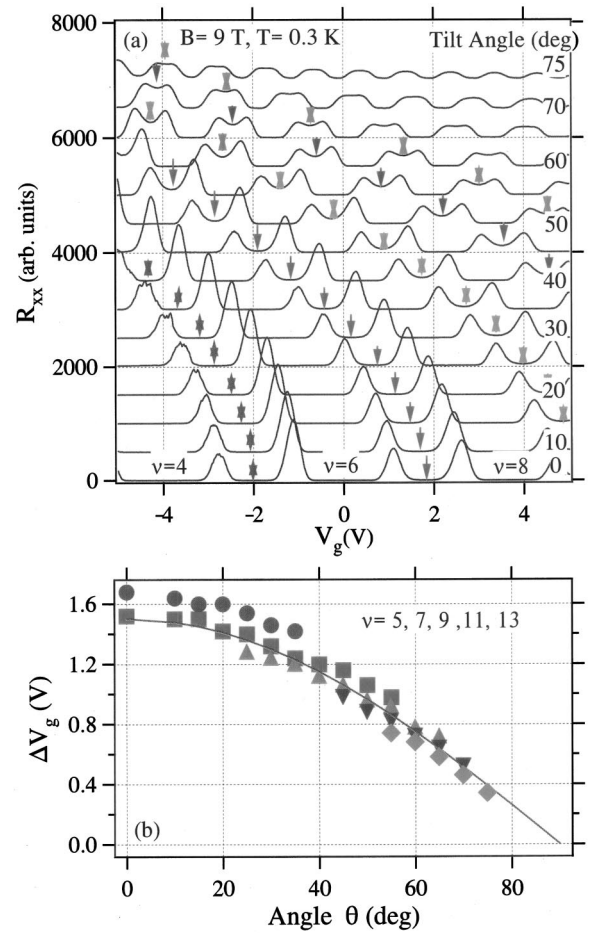 8000
(a) B= 9 T, T= 0.3 K Tilt Angle (deg)
75
70
6000
60
50
4000
40
30
2000
20
10
ν=4 ν=6 ν=8 0
0
-4 -2 0 2 4
V_g(V)
R_xx (arb. units)
1.6
ν= 5, 7, 9 ,11, 13
1.2
0.8
0.4
(b)
0.0
0 20 40 60 80
Angle θ (deg)
ΔV_g (V)